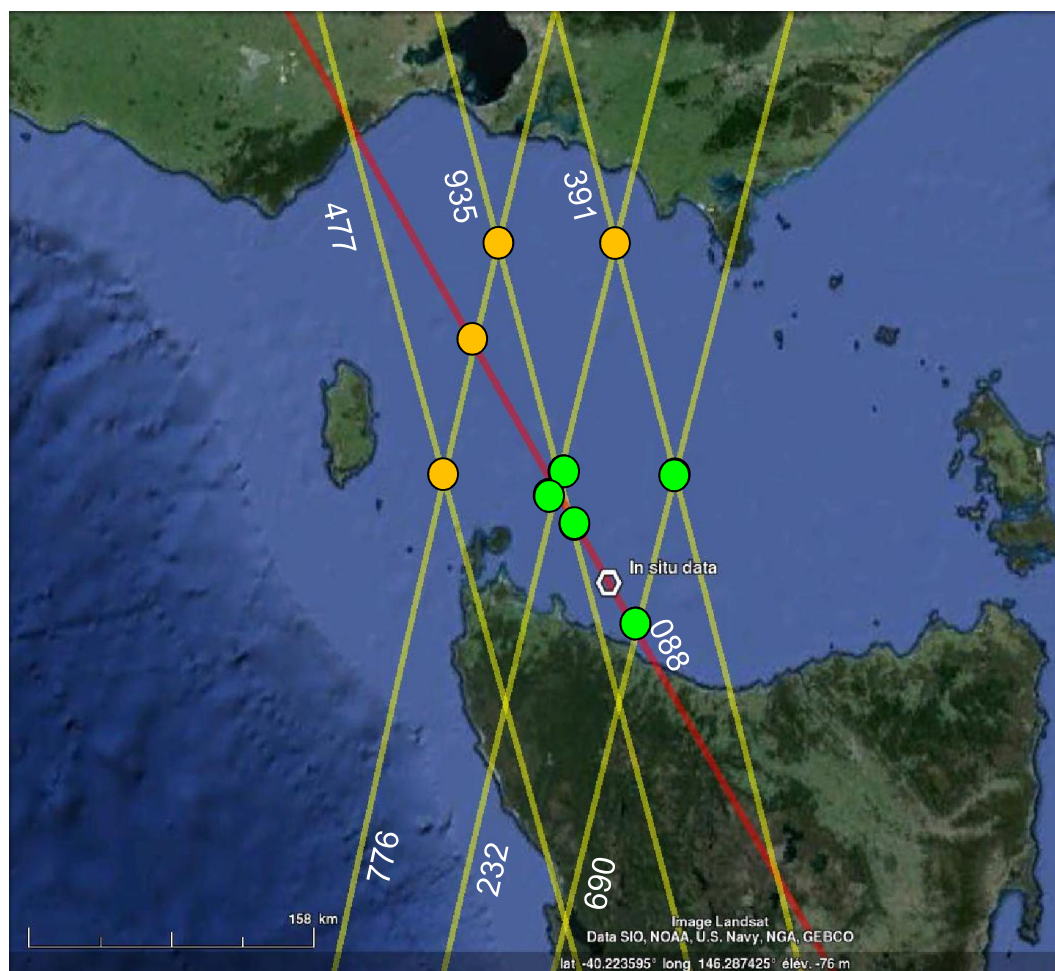 935
391
477
In situ data
088
776
232
690
158 km
Image Landsat
Data SIO, NOAA, U.S. Navy, NGA, GEBCO
lat -40.223595° long 146.287425° élév. -76 m